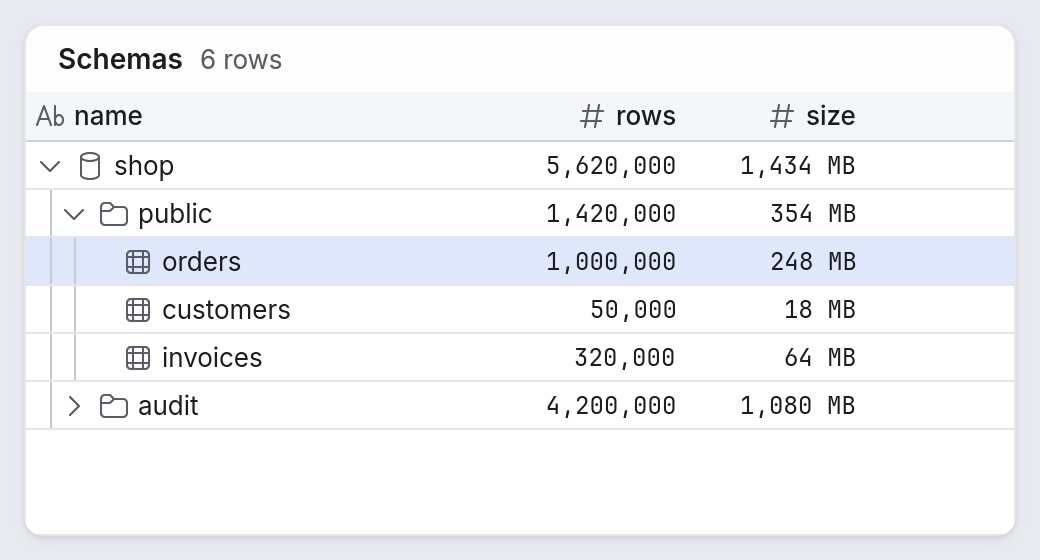 Schemas 6 rows
Ab name # rows # size
shop 5,620,000 1,434 MB
public 1,420,000 354 MB
orders 1,000,000 248 MB
customers 50,000 18 MB
invoices 320,000 64 MB
audit 4,200,000 1,080 MB